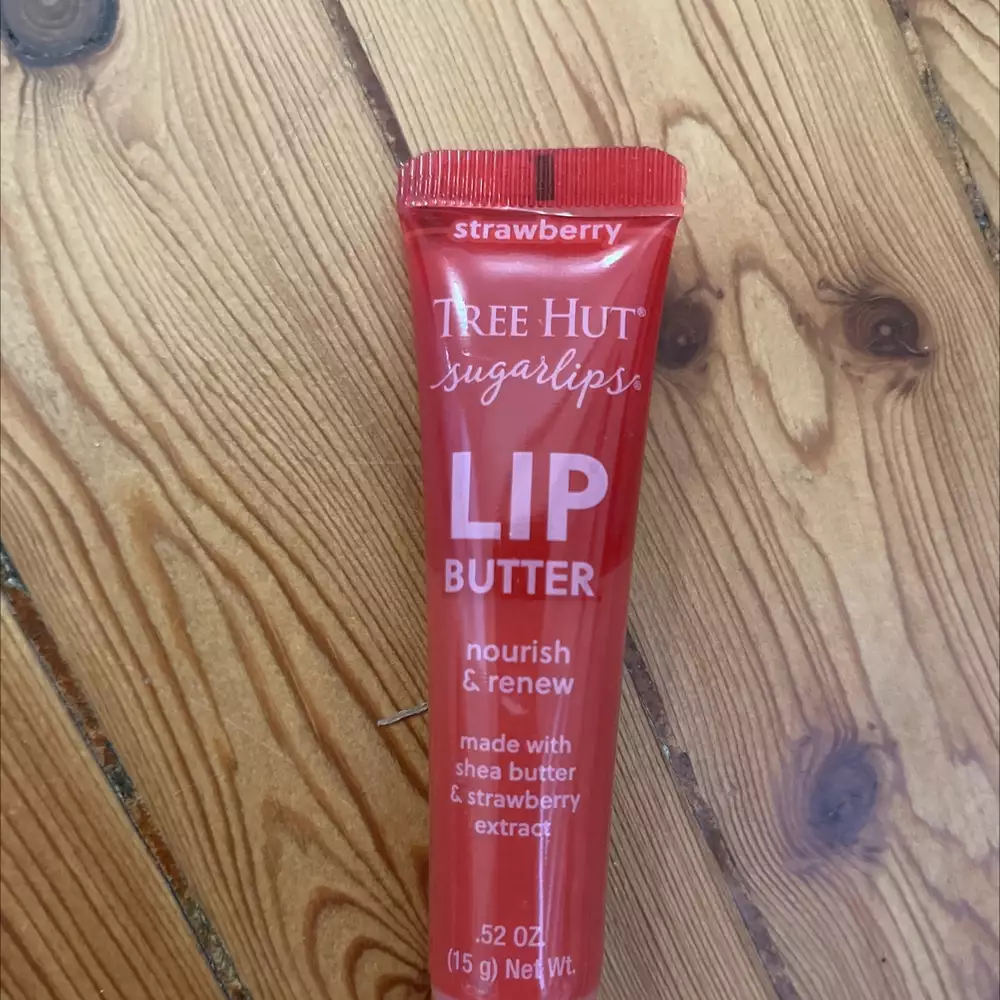 strawberry
TREE HUT®
sugarlips®
LIP
BUTTER
nourish
& renew
made with
shea butter
& strawberry
extract
.52 OZ.
(15 g) Net Wt.